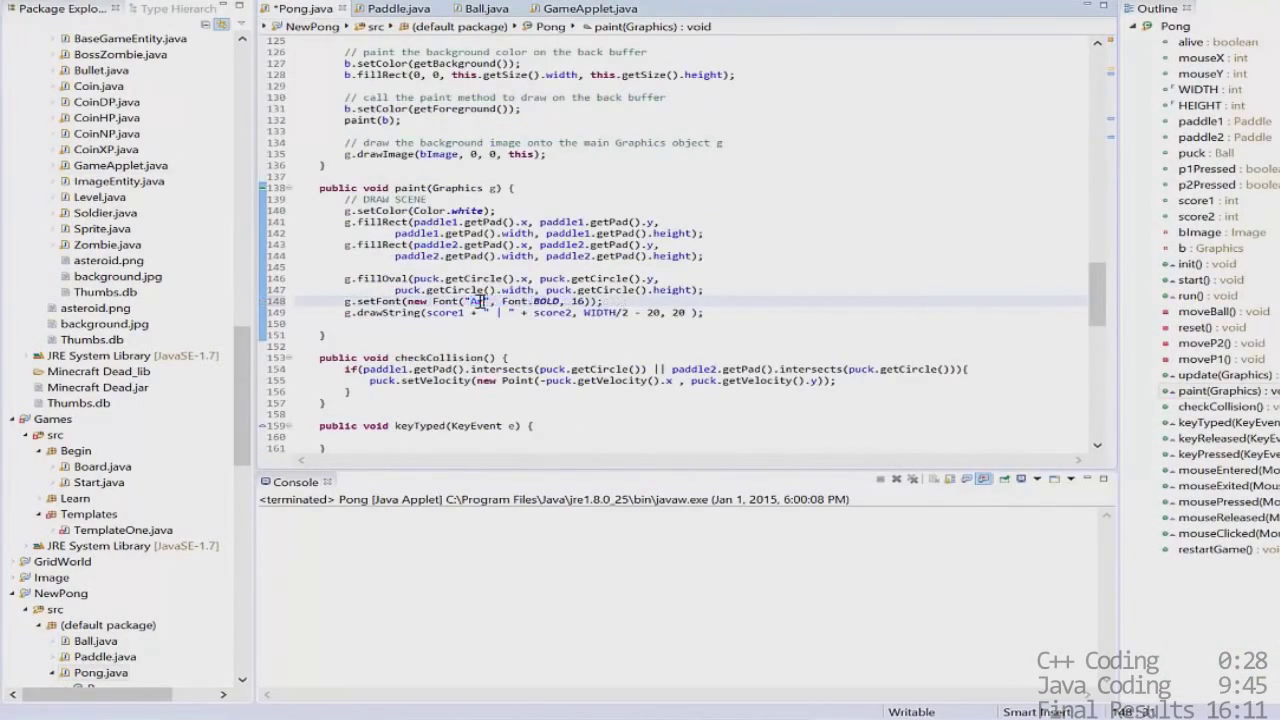 Package Explo...
Type Hierarch
BaseGameEntity.java
BossZombie.java
Bullet.java
Coin.java
CoinDP.java
CoinHP.java
CoinNP.java
CoinXP.java
GameApplet.java
ImageEntity.java
Level.java
Soldier.java
Sprite.java
Zombie.java
asteroid.png
background.jpg
Thumbs.db
asteroid.png
background.jpg
Thumbs.db
JRE System Library [JavaSE-1.7]
Minecraft Dead_lib
Minecraft Dead.jar
Thumbs.db
Games
src
Begin
Board.java
Start.java
Learn
Templates
TemplateOne.java
JRE System Library [JavaSE-1.7]
GridWorld
Image
NewPong
src
(default package)
Ball.java
Paddle.java
Pong.java
*Pong.java Paddle.java Ball.java GameApplet.java
NewPong src (default package) Pong paint(Graphics) : void
125
126 // paint the background color on the back buffer
127 b.setColor(getBackground());
128 b.fillRect(0, 0, this.getSize().width, this.getSize().height);
129
130 // call the paint method to draw on the back buffer
131 b.setColor(getForeground());
132 paint(b);
133
134 // draw the background image onto the main Graphics object g
135 g.drawImage(bImage, 0, 0, this);
136 }
137
138 public void paint(Graphics g) {
139 // DRAW SCENE
140 g.setColor(Color.white);
141 g.fillRect(paddle1.getPad().x, paddle1.getPad().y,
142 paddle1.getPad().width, paddle1.getPad().height);
143 g.fillRect(paddle2.getPad().x, paddle2.getPad().y,
144 paddle2.getPad().width, paddle2.getPad().height);
145
146 g.fillOval(puck.getCircle().x, puck.getCircle().y,
147 puck.getCircle().width, puck.getCircle().height);
148 g.setFont(new Font("A", Font.BOLD, 16));
149 g.drawString(score1 + " | " + score2, WIDTH/2 - 20, 20 );
150
151 }
152
153 public void checkCollision() {
154 if(paddle1.getPad().intersects(puck.getCircle()) || paddle2.getPad().intersects(puck.getCircle())){
155 puck.setVelocity(new Point(-puck.getVelocity().x , puck.getVelocity().y));
156 }
157 }
158
159 public void keyTyped(KeyEvent e) {
160
161 }
Console
<terminated> Pong [Java Applet] C:\Program Files\Java\jre1.8.0_25\bin\javaw.exe (Jan 1, 2015, 6:00:08 PM)
Outline
Pong
alive : boolean
mouseX : int
mouseY : int
WIDTH : int
HEIGHT : int
paddle1 : Paddle
paddle2 : Paddle
puck : Ball
p1Pressed :
p2Pressed :
score1 : int
score2 : int
bImage : Image
b : Graphics
init() : void
start() : void
run() : void
moveBall() : void
reset() : void
moveP2() : void
moveP1() : void
update(Graphics) :
paint(Graphics) : vo
checkCollision() : vo
keyTyped(KeyEven
keyReleased(KeyEv
keyPressed(KeyEve
mouseEntered(Mo
mouseExited(Mous
mousePressed(Mo
mouseReleased(M
mouseClicked(Mou
restartGame() : void
C++ Coding 0:28
Java Coding 9:45
Final Results 16:11
Writable
Smart Insert